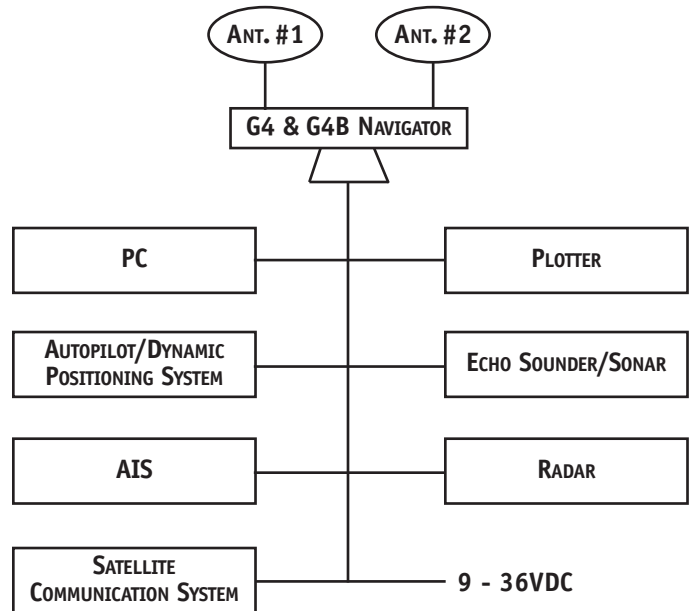 Ant. #1
Ant. #2
G4 & G4B Navigator
PC
Plotter
Autopilot/Dynamic
Positioning System
Echo Sounder/Sonar
AIS
Radar
Satellite
Communication System
9 - 36VDC